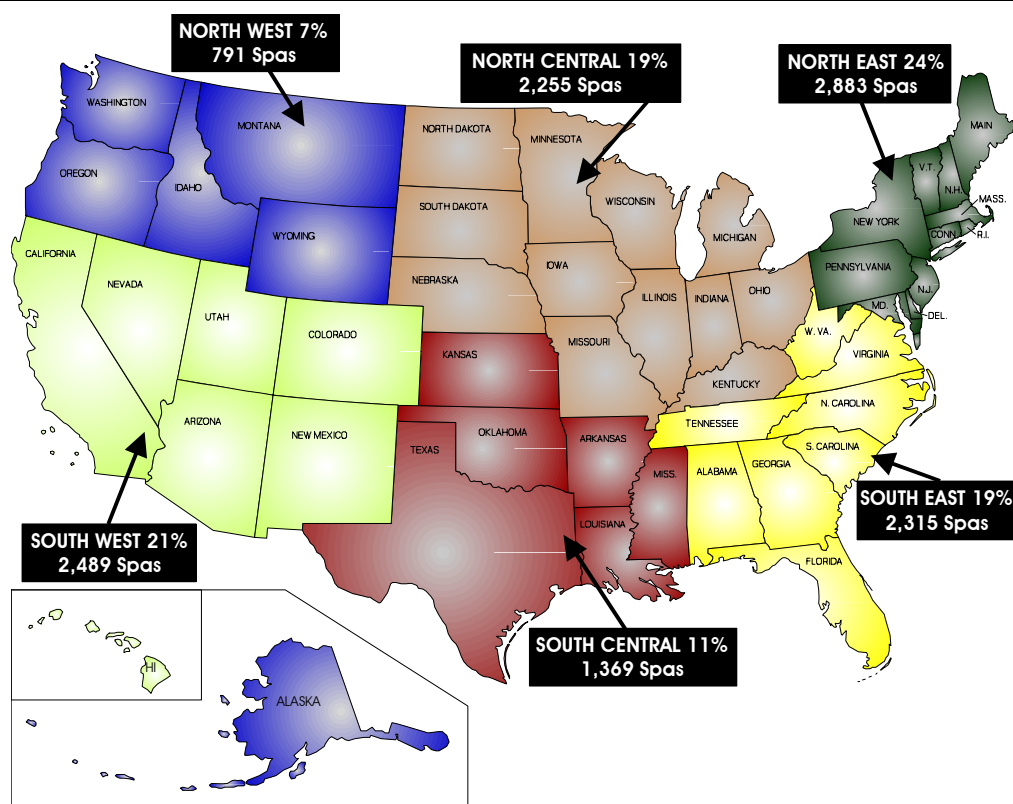 NORTH WEST 7%
791 Spas
NORTH CENTRAL 19%
2,255 Spas
NORTH EAST 24%
2,883 Spas
WASHINGTON
MONTANA
NORTH DAKOTA
MINNESOTA
MAIN
OREGON
IDAHO
V.T.
N.H.
MASS.
SOUTH DAKOTA
WISCONSIN
MICHIGAN
NEW YORK
CONN.
R.I.
WYOMING
CALIFORNIA
NEVADA
NEBRASKA
IOWA
PENNSYLVANIA
N.J.
MD.
DEL.
UTAH
COLORADO
ILLINOIS
INDIANA
OHIO
W. VA.
VIRGINIA
KANSAS
MISSOURI
KENTUCKY
N. CAROLINA
TENNESSEE
ARIZONA
NEW MEXICO
TEXAS
OKLAHOMA
ARKANSAS
S. CAROLINA
MISS.
ALABAMA
GEORGIA
SOUTH EAST 19%
2,315 Spas
LOUISIANA
FLORIDA
SOUTH WEST 21%
2,489 Spas
SOUTH CENTRAL 11%
1,369 Spas
HI
ALASKA